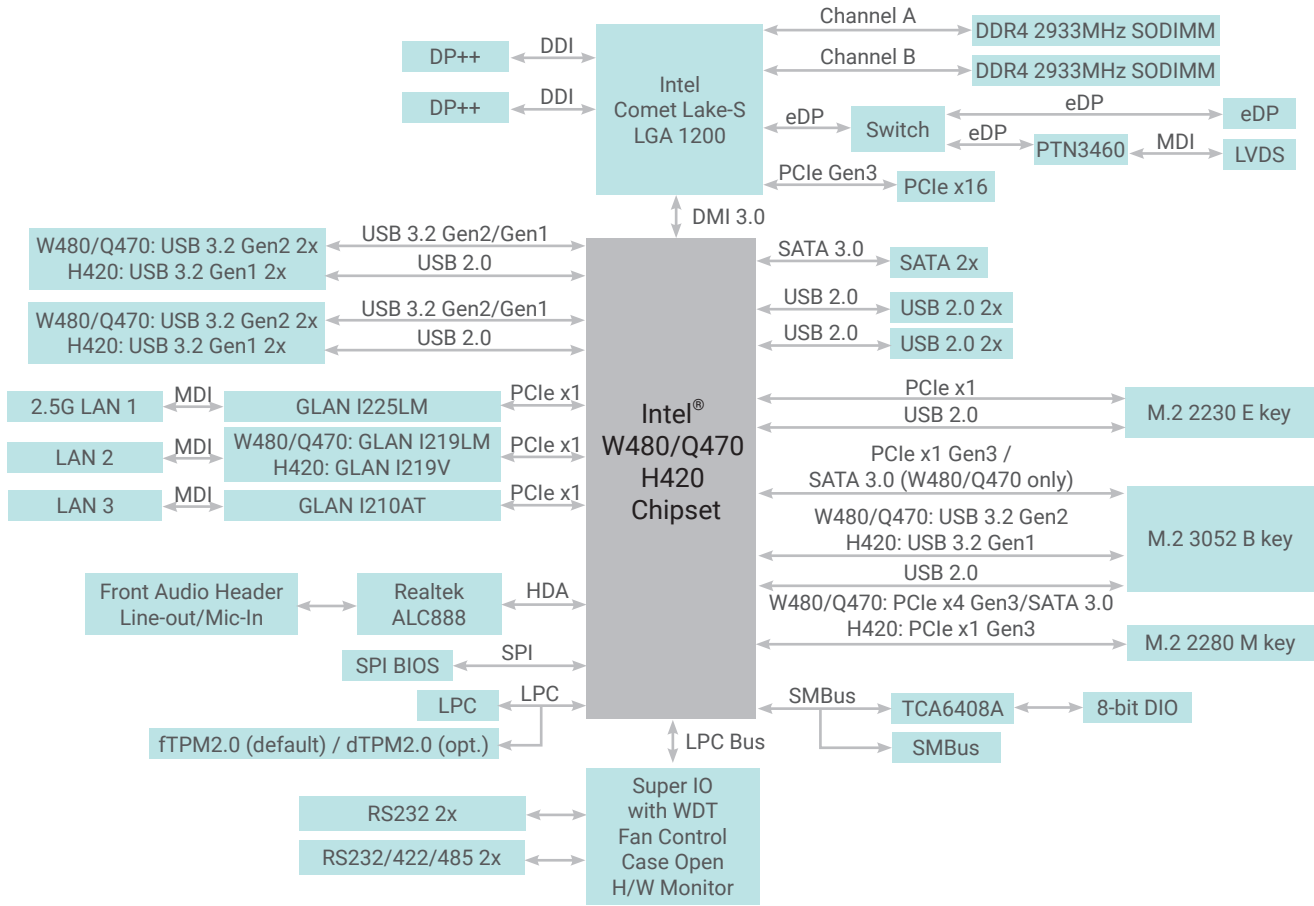 Channel A
DDR4 2933MHz SODIMM
DP++
DDI
Channel B
DDR4 2933MHz SODIMM
DP++
DDI
Intel
Comet Lake-S
LGA 1200
eDP
Switch
eDP
eDP
eDP
PTN3460
MDI
LVDS
PCIe Gen3
PCIe x16
DMI 3.0
W480/Q470: USB 3.2 Gen2 2x
H420: USB 3.2 Gen1 2x
USB 3.2 Gen2/Gen1
USB 2.0
W480/Q470: USB 3.2 Gen2 2x
H420: USB 3.2 Gen1 2x
USB 3.2 Gen2/Gen1
USB 2.0
SATA 3.0
SATA 2x
USB 2.0
USB 2.0 2x
USB 2.0
USB 2.0 2x
2.5G LAN 1
MDI
GLAN I225LM
PCIe x1
LAN 2
MDI
W480/Q470: GLAN I219LM
H420: GLAN I219V
PCIe x1
LAN 3
MDI
GLAN I210AT
PCIe x1
Intel®
W480/Q470
H420
Chipset
PCIe x1
USB 2.0
M.2 2230 E key
PCIe x1 Gen3 /
SATA 3.0 (W480/Q470 only)
W480/Q470: USB 3.2 Gen2
H420: USB 3.2 Gen1
USB 2.0
M.2 3052 B key
W480/Q470: PCIe x4 Gen3/SATA 3.0
H420: PCIe x1 Gen3
M.2 2280 M key
Front Audio Header
Line-out/Mic-In
Realtek
ALC888
HDA
SPI BIOS
SPI
LPC
LPC
fTPM2.0 (default) / dTPM2.0 (opt.)
SMBus
TCA6408A
8-bit DIO
SMBus
LPC Bus
RS232 2x
RS232/422/485 2x
Super IO
with WDT
Fan Control
Case Open
H/W Monitor